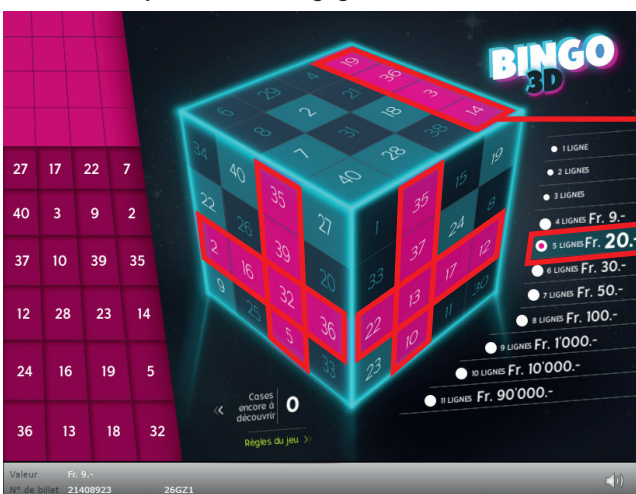 BINGO
3D
19 36 3 14
4 21 18 38
29 2 31 28
6 8 7 40
27 17 22 7
40 3 9 2
37 10 39 35
12 28 23 14
24 16 19 5
36 13 18 32
34 40 35 27
22 26 39 20
2 16 32 36
9 25 5 33
1 35 15 19
33 37 24 8
22 13 17 12
23 10 11 30
1 LIGNE
2 LIGNES
3 LIGNES
4 LIGNES Fr. 9.-
5 LIGNES Fr. 20.-
6 LIGNES Fr. 30.-
7 LIGNES Fr. 50.-
8 LIGNES Fr. 100.-
9 LIGNES Fr. 1'000.-
10 LIGNES Fr. 10'000.-
11 LIGNES Fr. 90'000.-
Cases
« encore à 0
découvrir
Règles du jeu »
Valeur Fr. 9.-
N° de billet 21408923 26GZ1